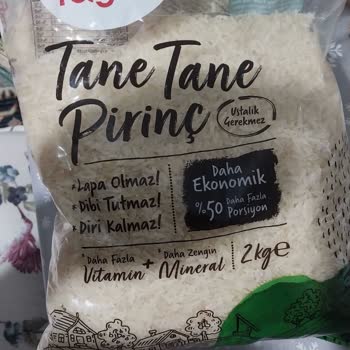 Tane Tane
Pirinç
Ustalık
Gerekmez
Lapa Olmaz!
Dibi Tutmaz!
Diri Kalmaz!
Daha
Ekonomik
%50 Daha Fazla
Porsiyon
Daha Fazla
Vitamin
+
Daha Zengin
Mineral
2kg℮